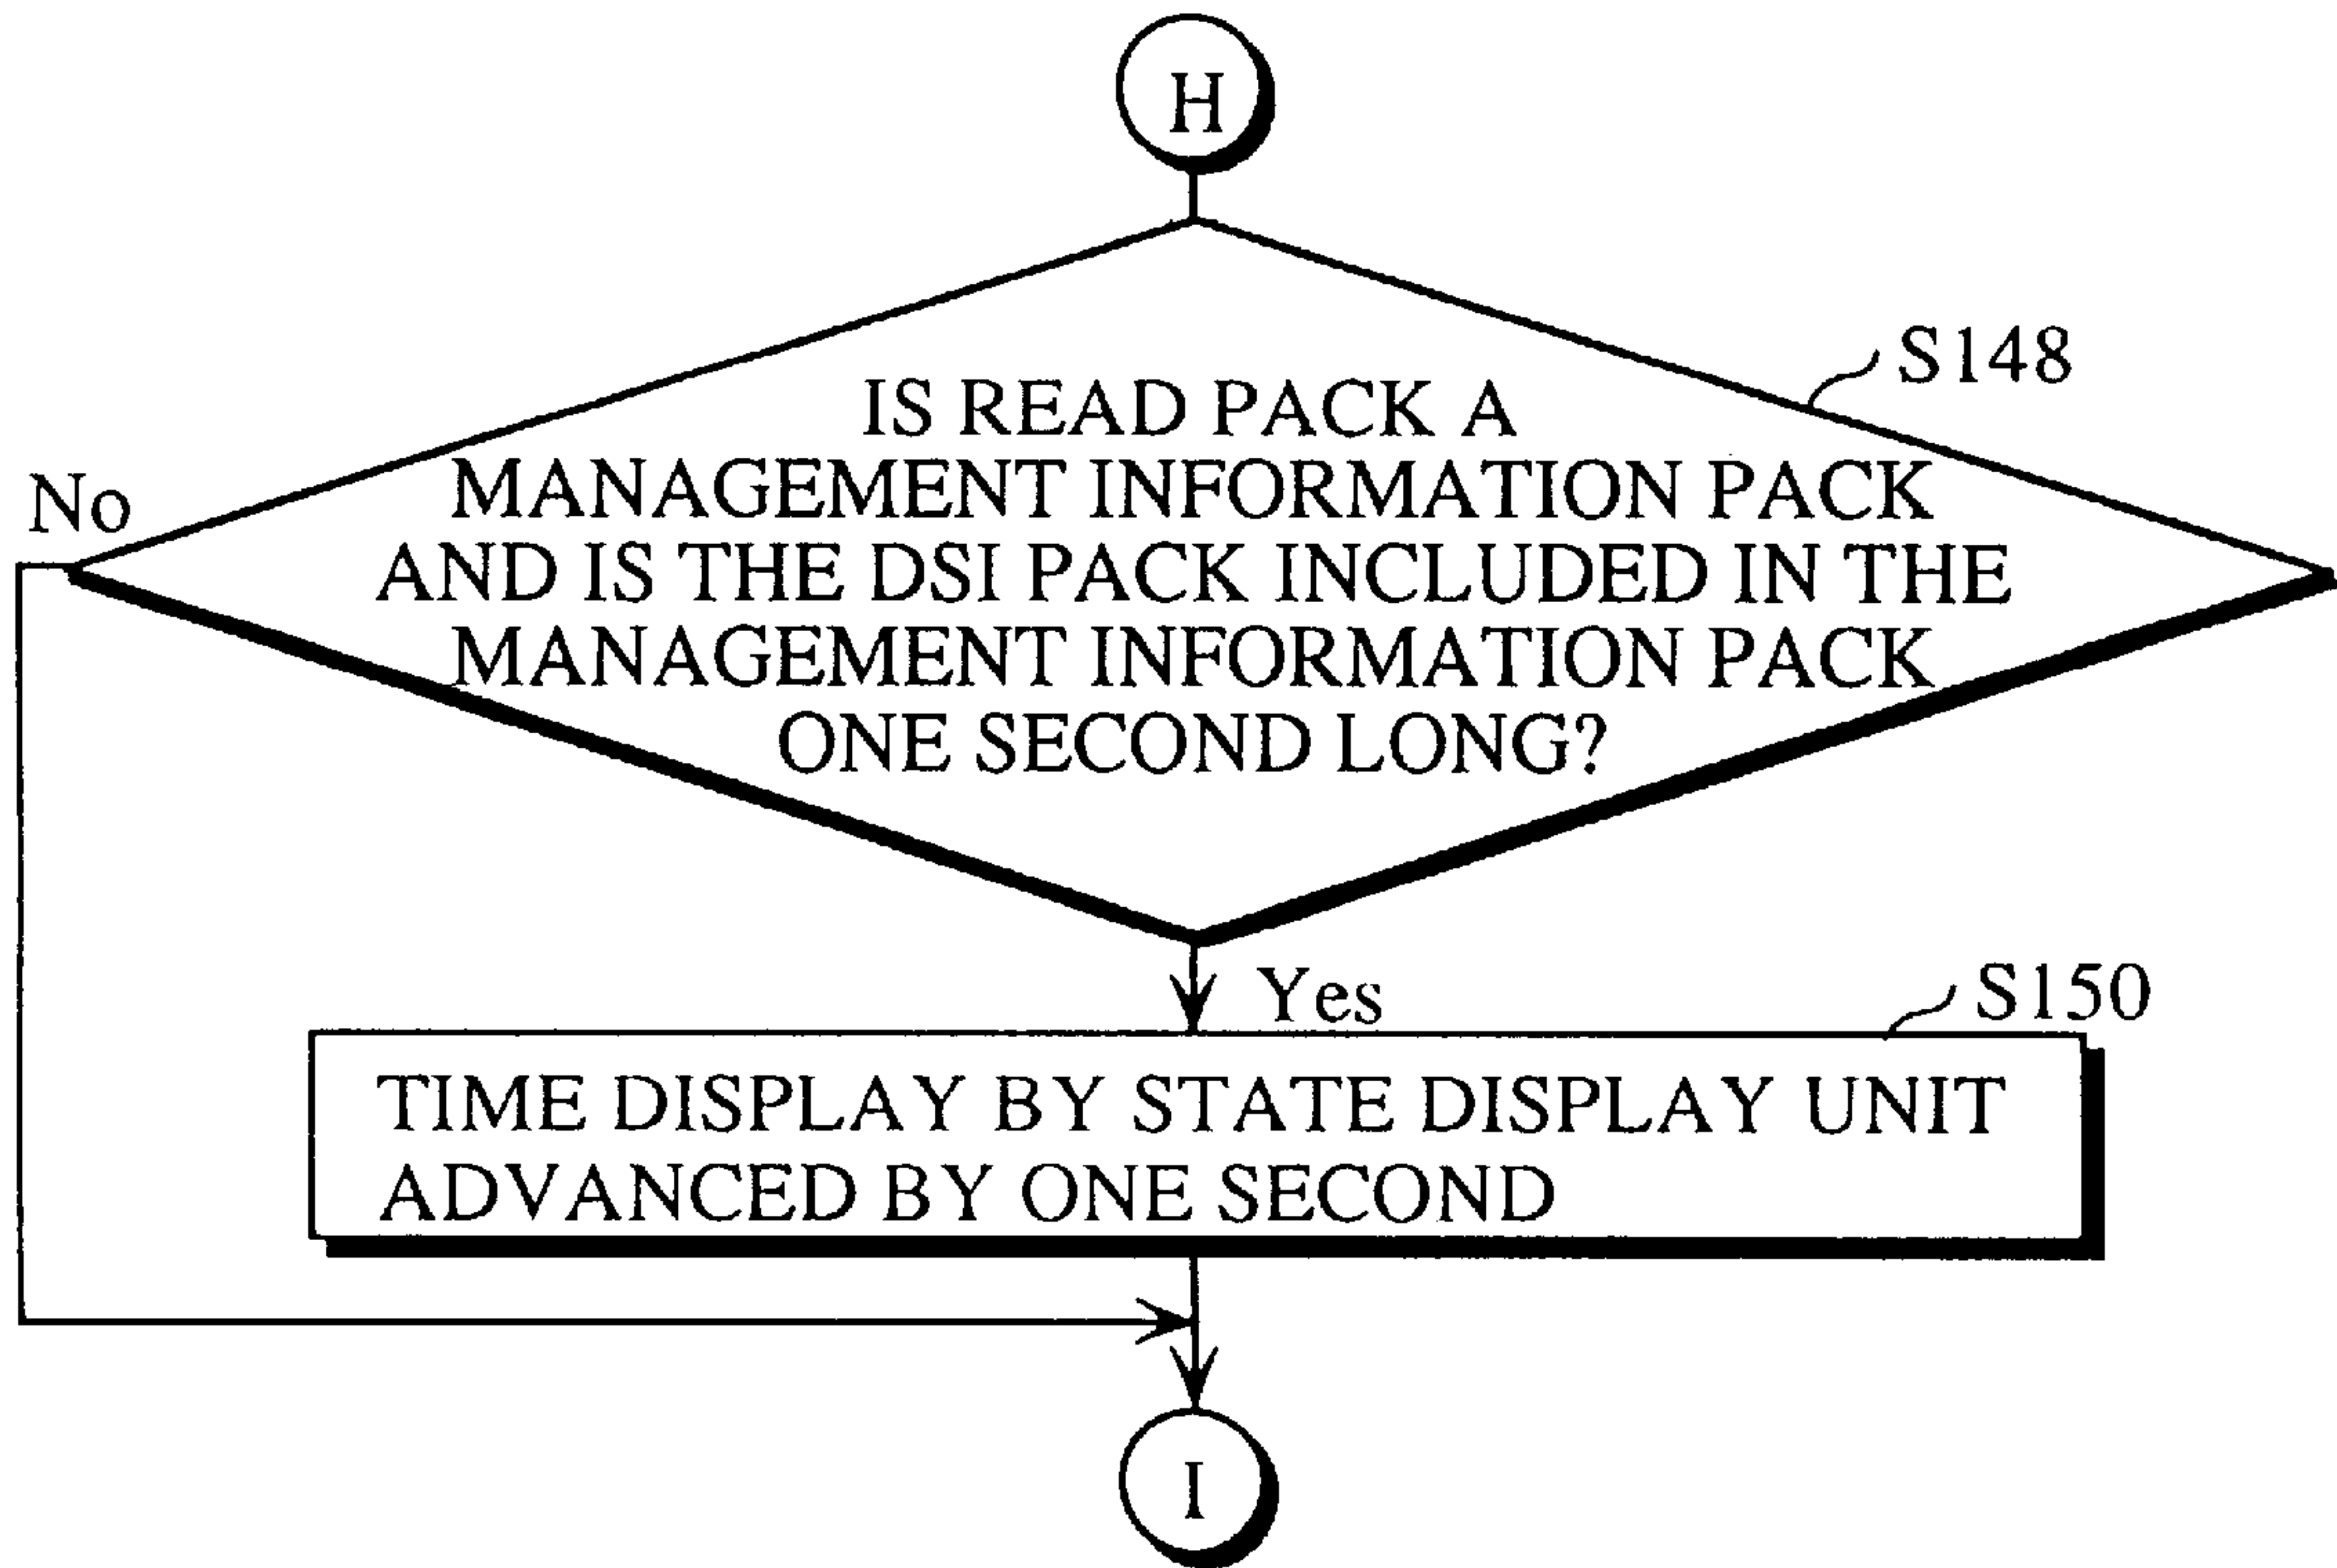 H
S148
IS READ PACK A
MANAGEMENT INFORMATION PACK
No
AND IS THE DSI PACK INCLUDED IN THE
MANAGEMENT INFORMATION PACK
ONE SECOND LONG?
Yes
S150
TIME DISPLAY BY STATE DISPLAY UNIT
ADVANCED BY ONE SECOND
I